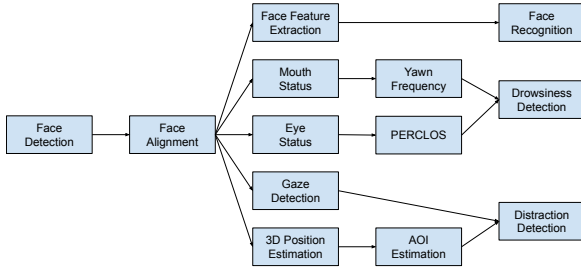 Face Feature
Extraction
Face
Recognition
Mouth
Status
Yawn
Frequency
Drowsiness
Detection
Face
Detection
Face
Alignment
Eye
Status
PERCLOS
Gaze
Detection
Distraction
Detection
3D Position
Estimation
AOI
Estimation